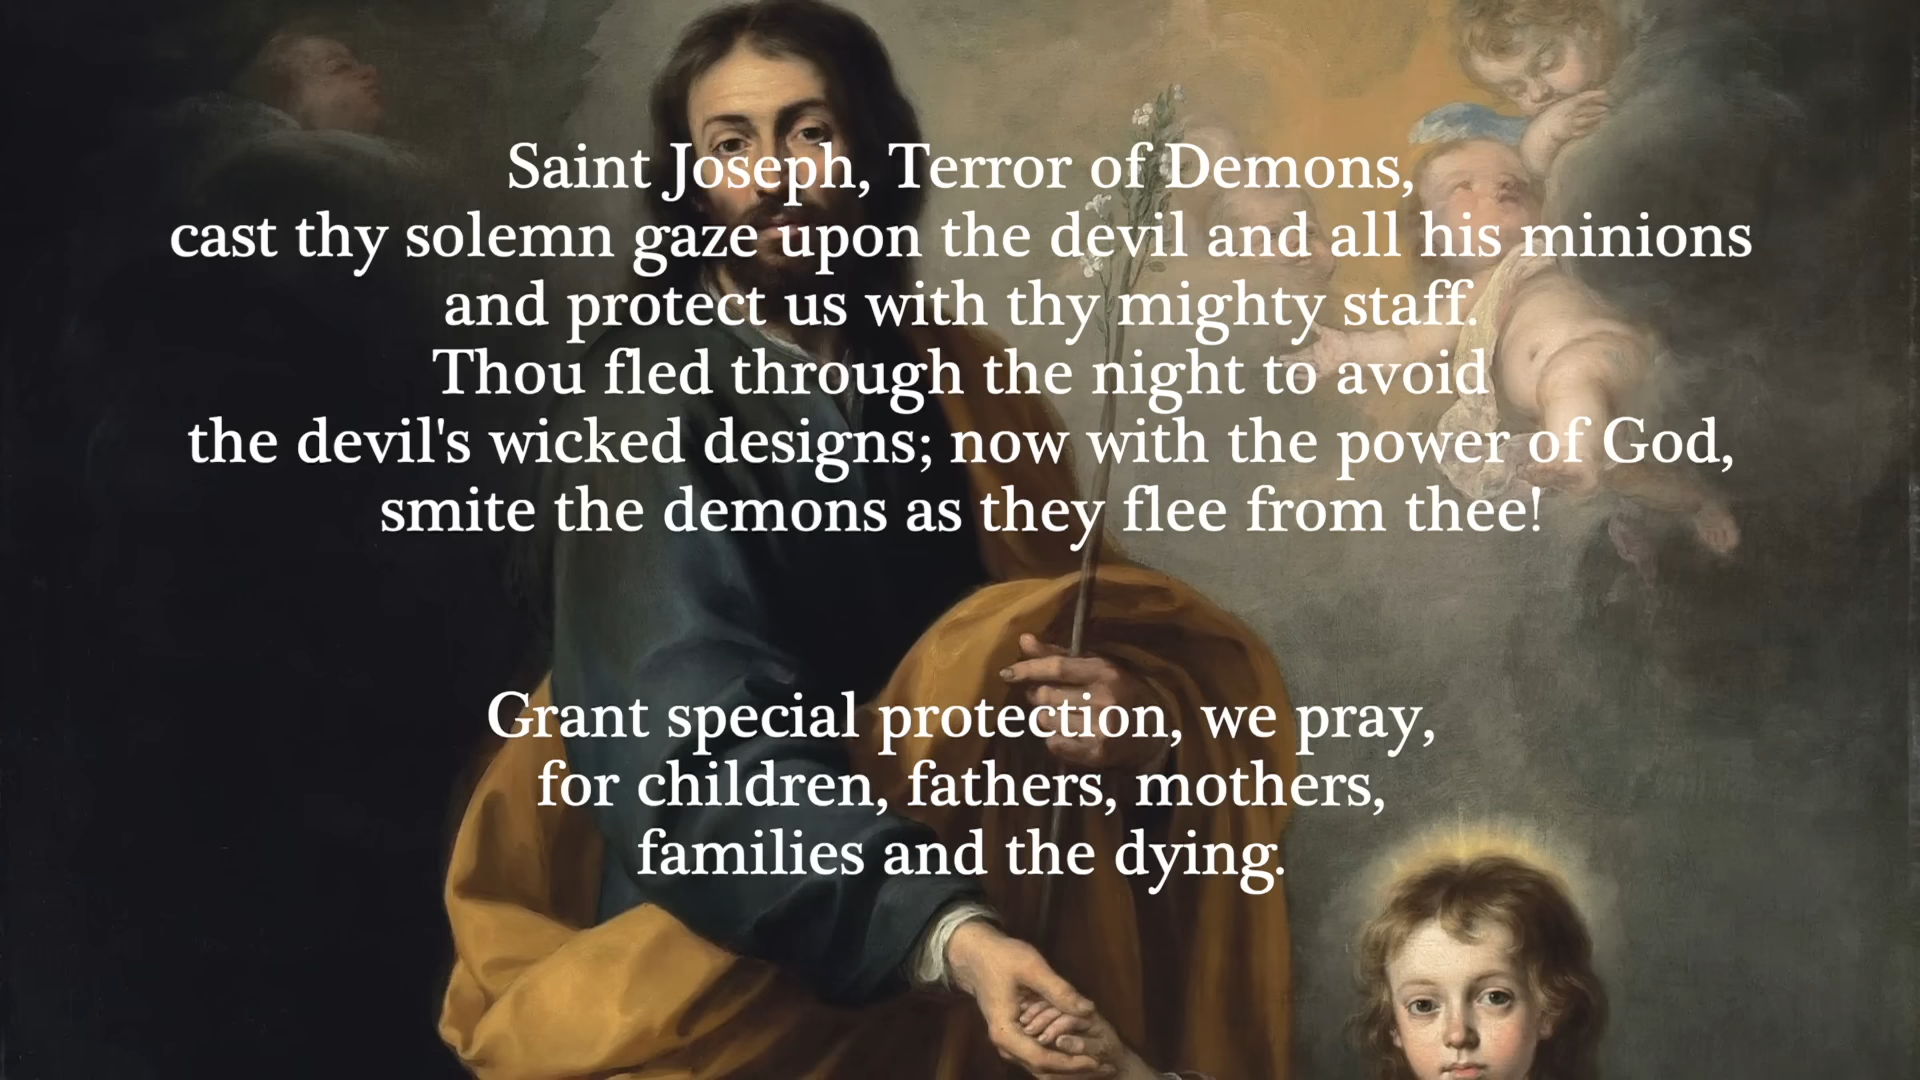 Saint Joseph, Terror of Demons,
cast thy solemn gaze upon the devil and all his minions
and protect us with thy mighty staff.
Thou fled through the night to avoid
the devil's wicked designs; now with the power of God,
smite the demons as they flee from thee!
Grant special protection, we pray,
for children, fathers, mothers,
families and the dying.